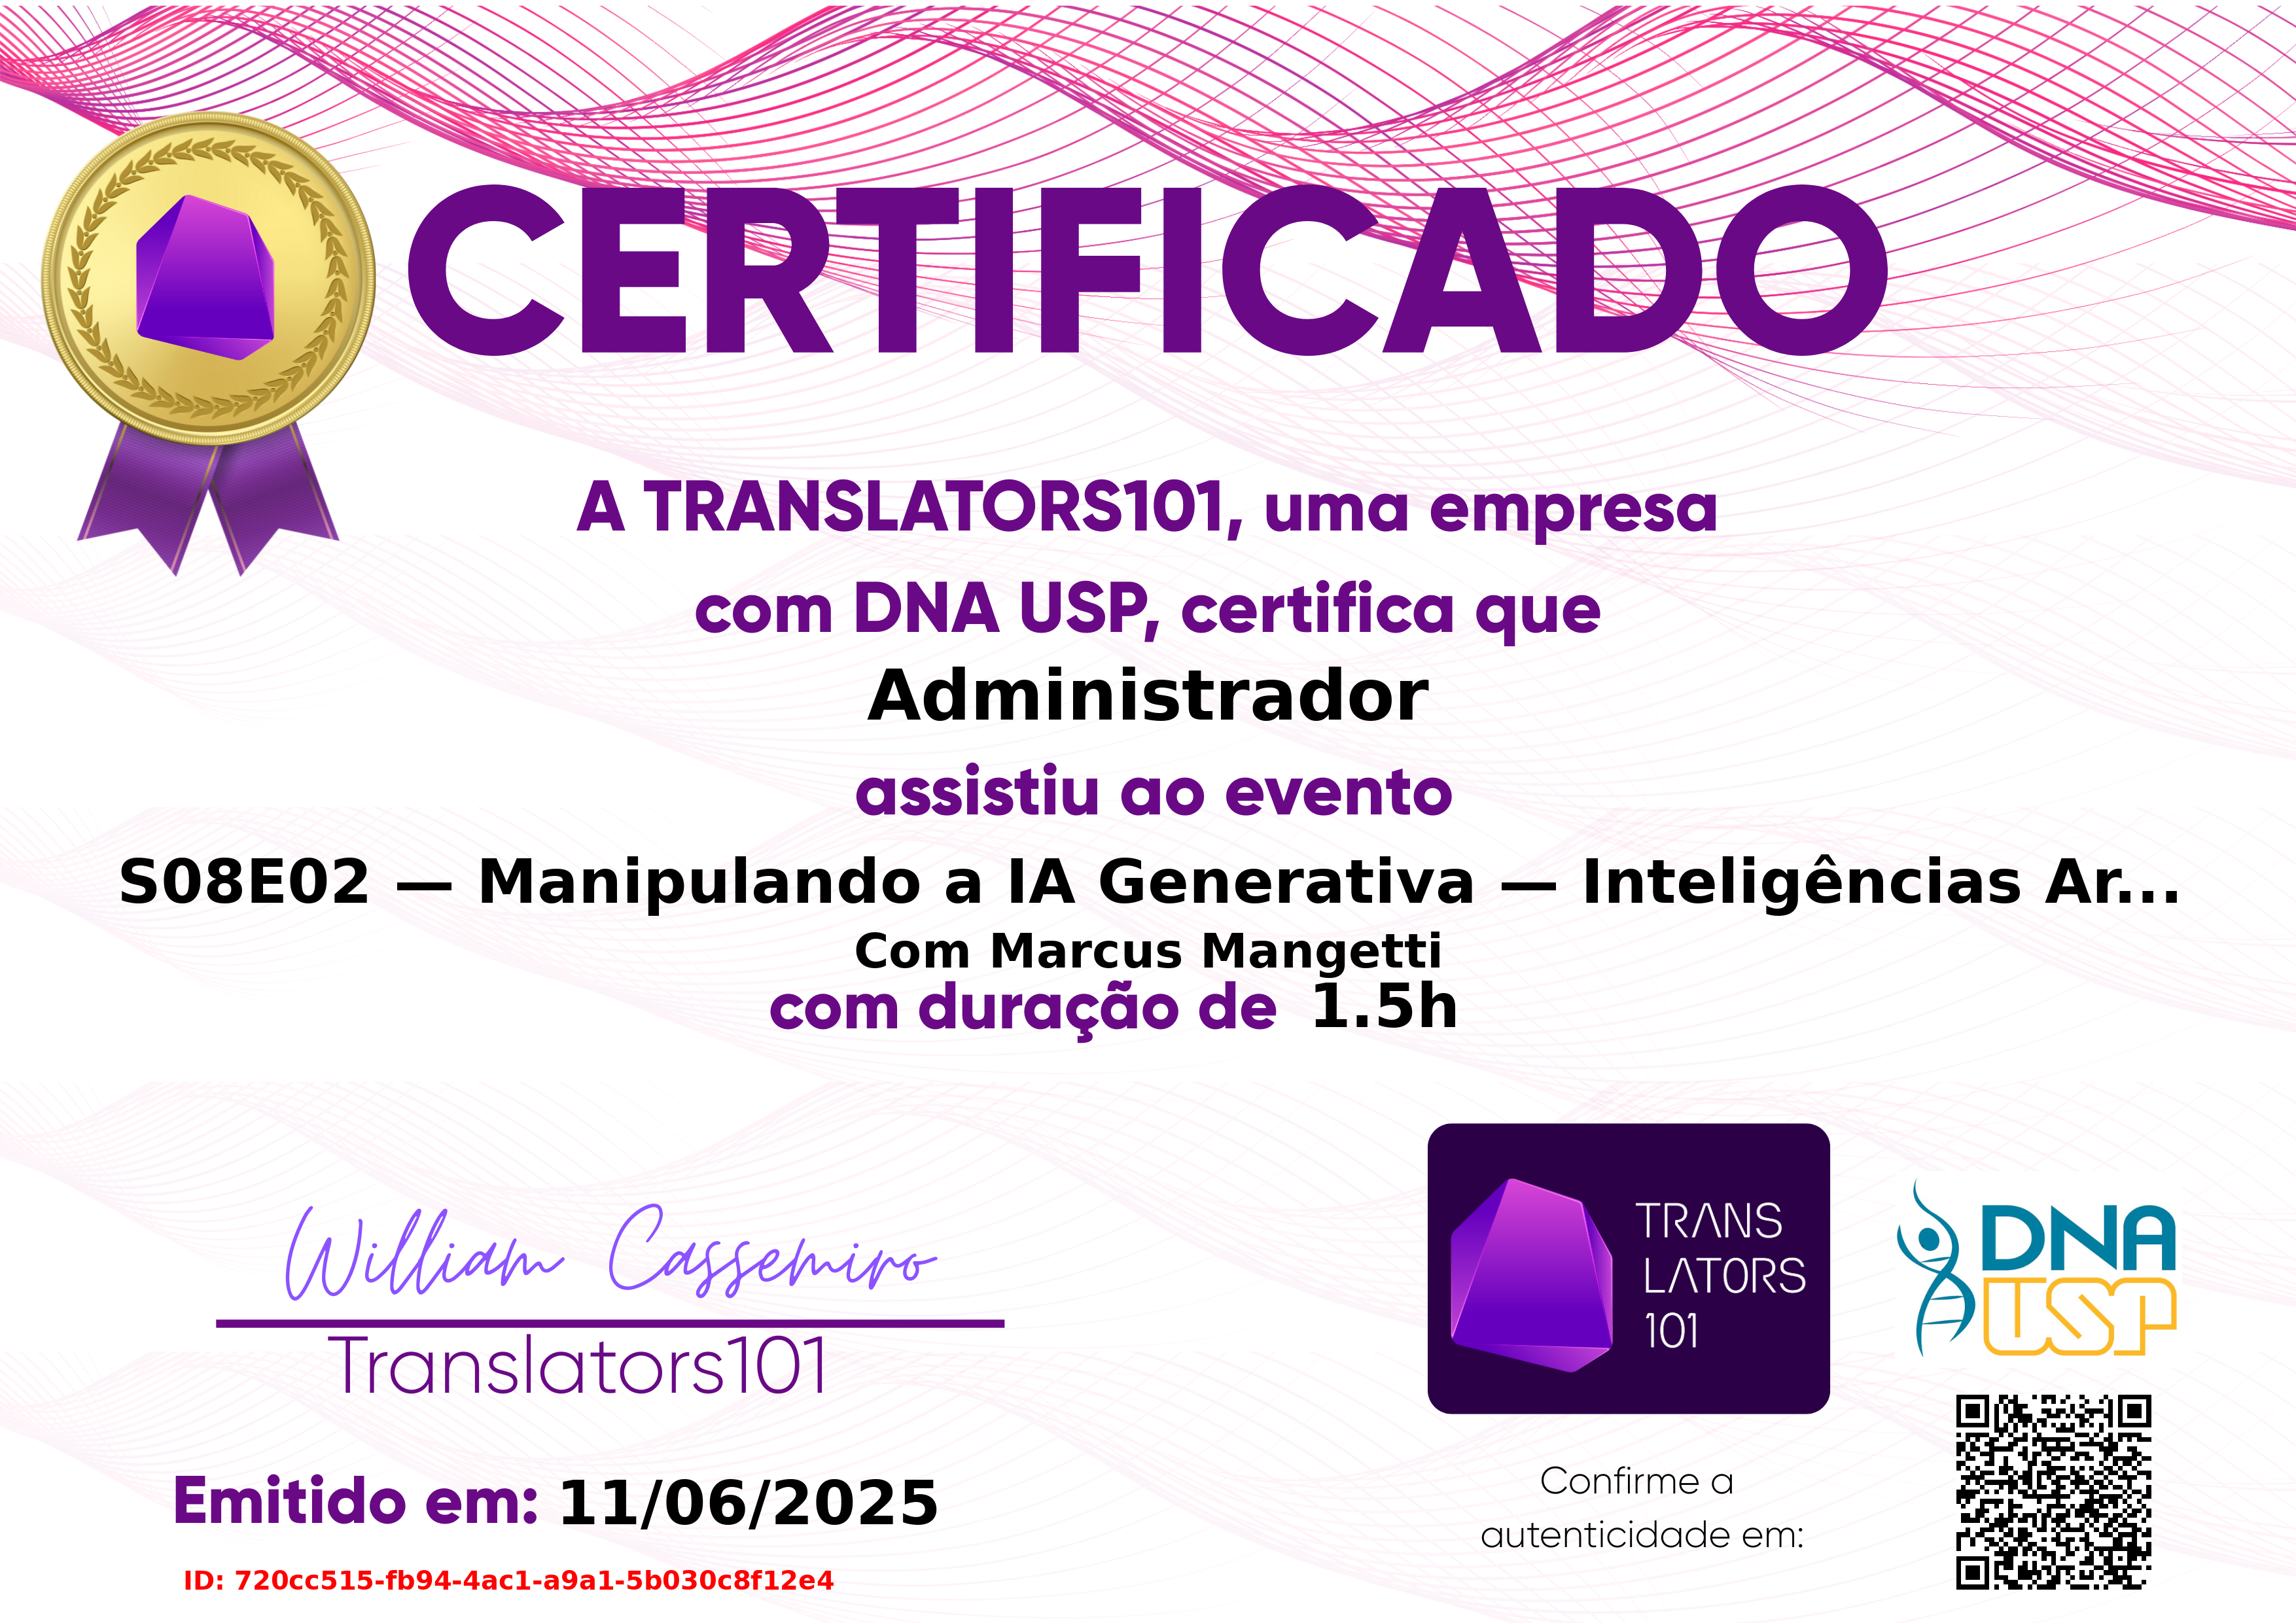 CERTIFICADO
A TRANSLATORS101, uma empresa
com DNA USP, certifica que
Administrador
assistiu ao evento
S08E02 — Manipulando a IA Generativa — Inteligências Ar...
Com Marcus Mangetti
com duração de 1.5h
William Cassemiro
Translators101
TRANS
LATORS
101
DNA
USP
Emitido em: 11/06/2025
Confirme a
autenticidade em:
ID: 720cc515-fb94-4ac1-a9a1-5b030c8f12e4